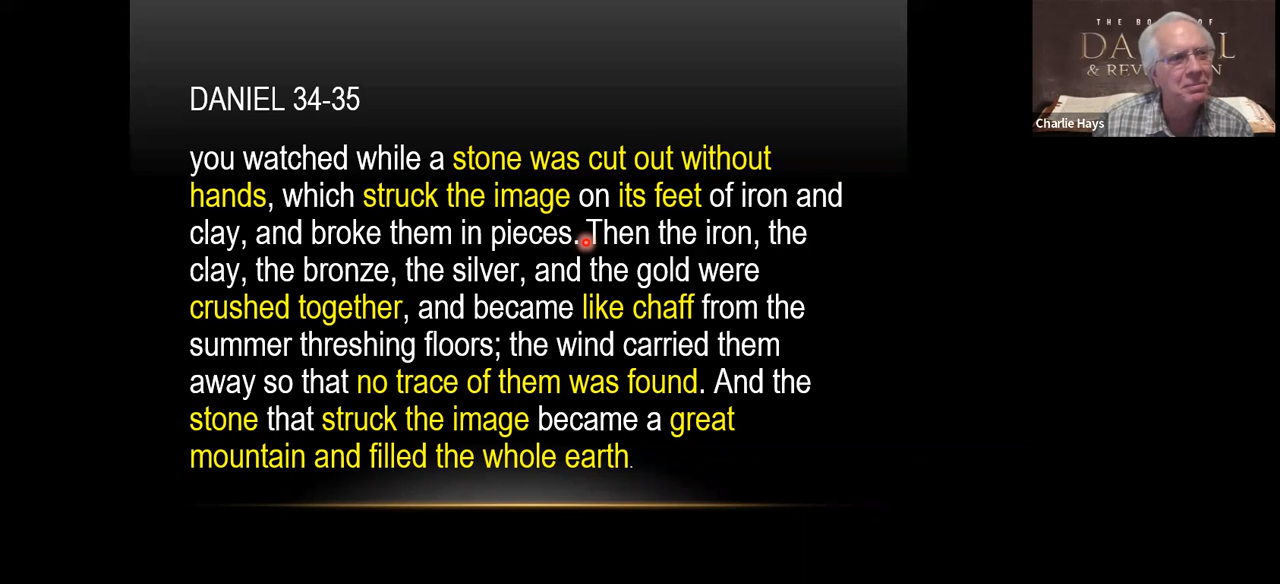 DANIEL 34-35
you watched while a stone was cut out without
hands, which struck the image on its feet of iron and
clay, and broke them in pieces. Then the iron, the
clay, the bronze, the silver, and the gold were
crushed together, and became like chaff from the
summer threshing floors; the wind carried them
away so that no trace of them was found. And the
stone that struck the image became a great
mountain and filled the whole earth.
THE
DA
& REV
Charlie Hays